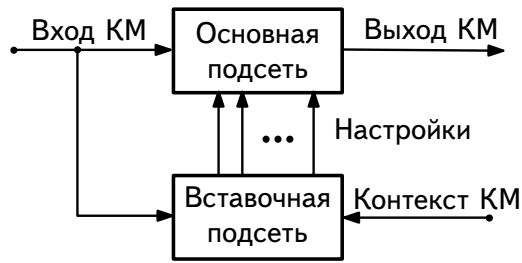 Вход КМ
Основная
подсеть
Выход КМ
...
Настройки
Вставочная
подсеть
Контекст КМ